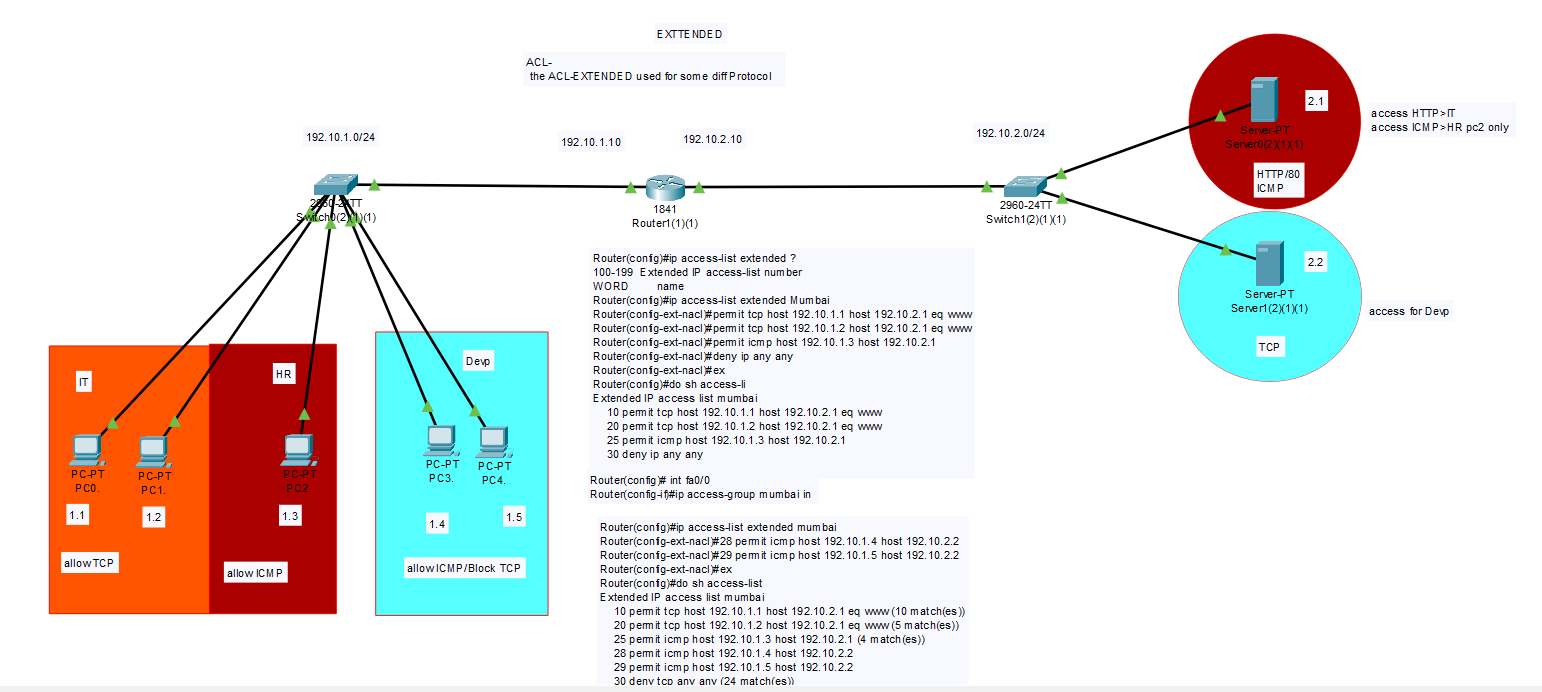 EXTTENDED
ACL-
the ACL-EXTENDED used for some diff Protocol
192.10.1.0/24
192.10.1.10
192.10.2.10
192.10.2.0/24
2.1
access HTTP>IT
access ICMP>HR pc2 only
Server-PT
Server0(2)(1)(1)
HTTP/80
ICMP
2960-24TT
Switch0(2)(1)(1)
1841
Router1(1)(1)
2960-24TT
Switch1(2)(1)(1)
2.2
Server-PT
Server1(2)(1)(1)
access for Devp
TCP
Router(config)#ip access-list extended ?
100-199 Extended IP access-list number
WORD name
Router(config)#ip access-list extended Mumbai
Router(config-ext-nacl)#permit tcp host 192.10.1.1 host 192.10.2.1 eq www
Router(config-ext-nacl)#permit tcp host 192.10.1.2 host 192.10.2.1 eq www
Router(config-ext-nacl)#permit icmp host 192.10.1.3 host 192.10.2.1
Router(config-ext-nacl)#deny ip any any
Router(config-ext-nacl)#ex
Router(config)#do sh access-li
Extended IP access list mumbai
10 permit tcp host 192.10.1.1 host 192.10.2.1 eq www
20 permit tcp host 192.10.1.2 host 192.10.2.1 eq www
25 permit icmp host 192.10.1.3 host 192.10.2.1
30 deny ip any any
Router(config)# int fa0/0
Router(config-if)#ip access-group mumbai in
Router(config)#ip access-list extended mumbai
Router(config-ext-nacl)#28 permit icmp host 192.10.1.4 host 192.10.2.2
Router(config-ext-nacl)#29 permit icmp host 192.10.1.5 host 192.10.2.2
Router(config-ext-nacl)#ex
Router(config)#do sh access-list
Extended IP access list mumbai
10 permit tcp host 192.10.1.1 host 192.10.2.1 eq www (10 match(es))
20 permit tcp host 192.10.1.2 host 192.10.2.1 eq www (5 match(es))
25 permit icmp host 192.10.1.3 host 192.10.2.1 (4 match(es))
28 permit icmp host 192.10.1.4 host 192.10.2.2
29 permit icmp host 192.10.1.5 host 192.10.2.2
30 deny tcp any any (24 match(es))
IT
HR
Devp
PC-PT
PC0.
PC-PT
PC1.
PC-PT
PC2.
PC-PT
PC3.
PC-PT
PC4.
1.1
1.2
1.3
1.4
1.5
allow TCP
allow ICMP
allow ICMP/Block TCP